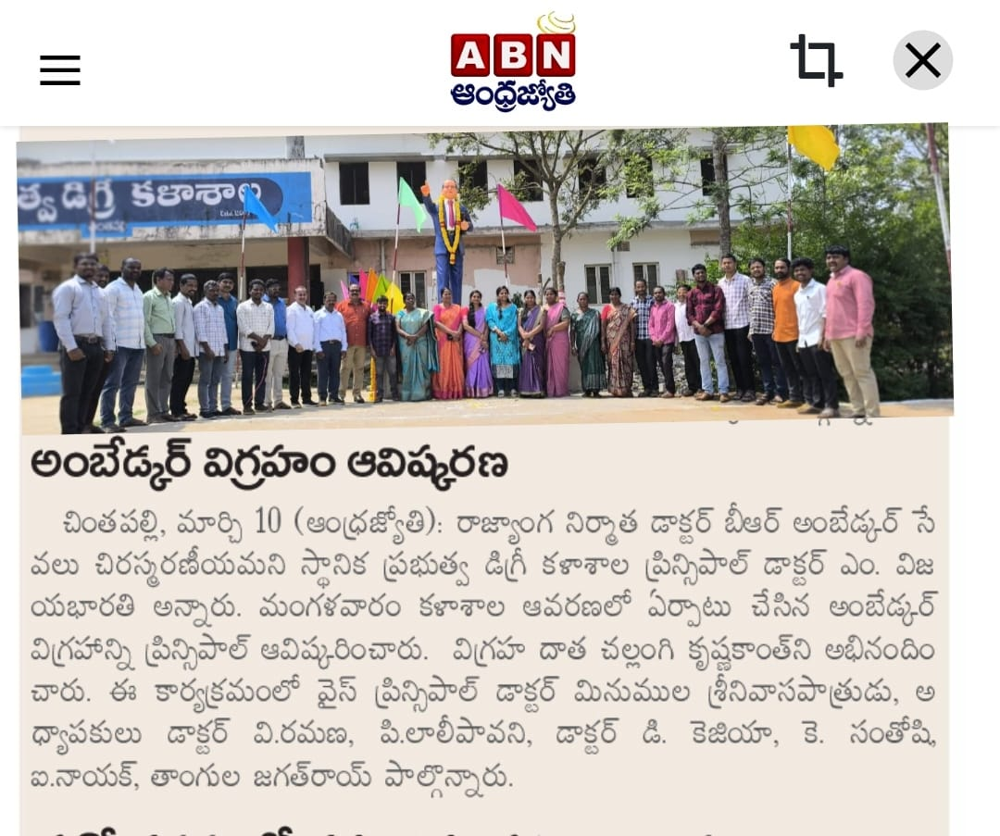 ABN
ఆంధ్రజ్యోతి
త్వ డిగ్రీ కళాశాల
అంబేడ్కర్ విగ్రహం ఆవిష్కరణ
చింతపల్లి, మార్చి 10 (ఆంధ్రజ్యోతి): రాజ్యాంగ నిర్మాత డాక్టర్ బీఆర్ అంబేడ్కర్ సే
వలు చిరస్మరణీయమని స్థానిక ప్రభుత్వ డిగ్రీ కళాశాల ప్రిన్సిపాల్ డాక్టర్ ఎం. విజ
యభారతి అన్నారు. మంగళవారం కళాశాల ఆవరణలో ఏర్పాటు చేసిన అంబేడ్కర్
విగ్రహాన్ని ప్రిన్సిపాల్ ఆవిష్కరించారు. విగ్రహ దాత చల్లంగి కృష్ణకాంత్‌ని అభినందిం
చారు. ఈ కార్యక్రమంలో వైస్ ప్రిన్సిపాల్ డాక్టర్ మినుముల శ్రీనివాసపాత్రుడు, అ
ధ్యాపకులు డాక్టర్ వి.రమణ, పి.లాలీపావని, డాక్టర్ డి. కెజియా, కె. సంతోషి,
ఐ.నాయక్, తాంగుల జగత్‌రాయ్ పాల్గొన్నారు.